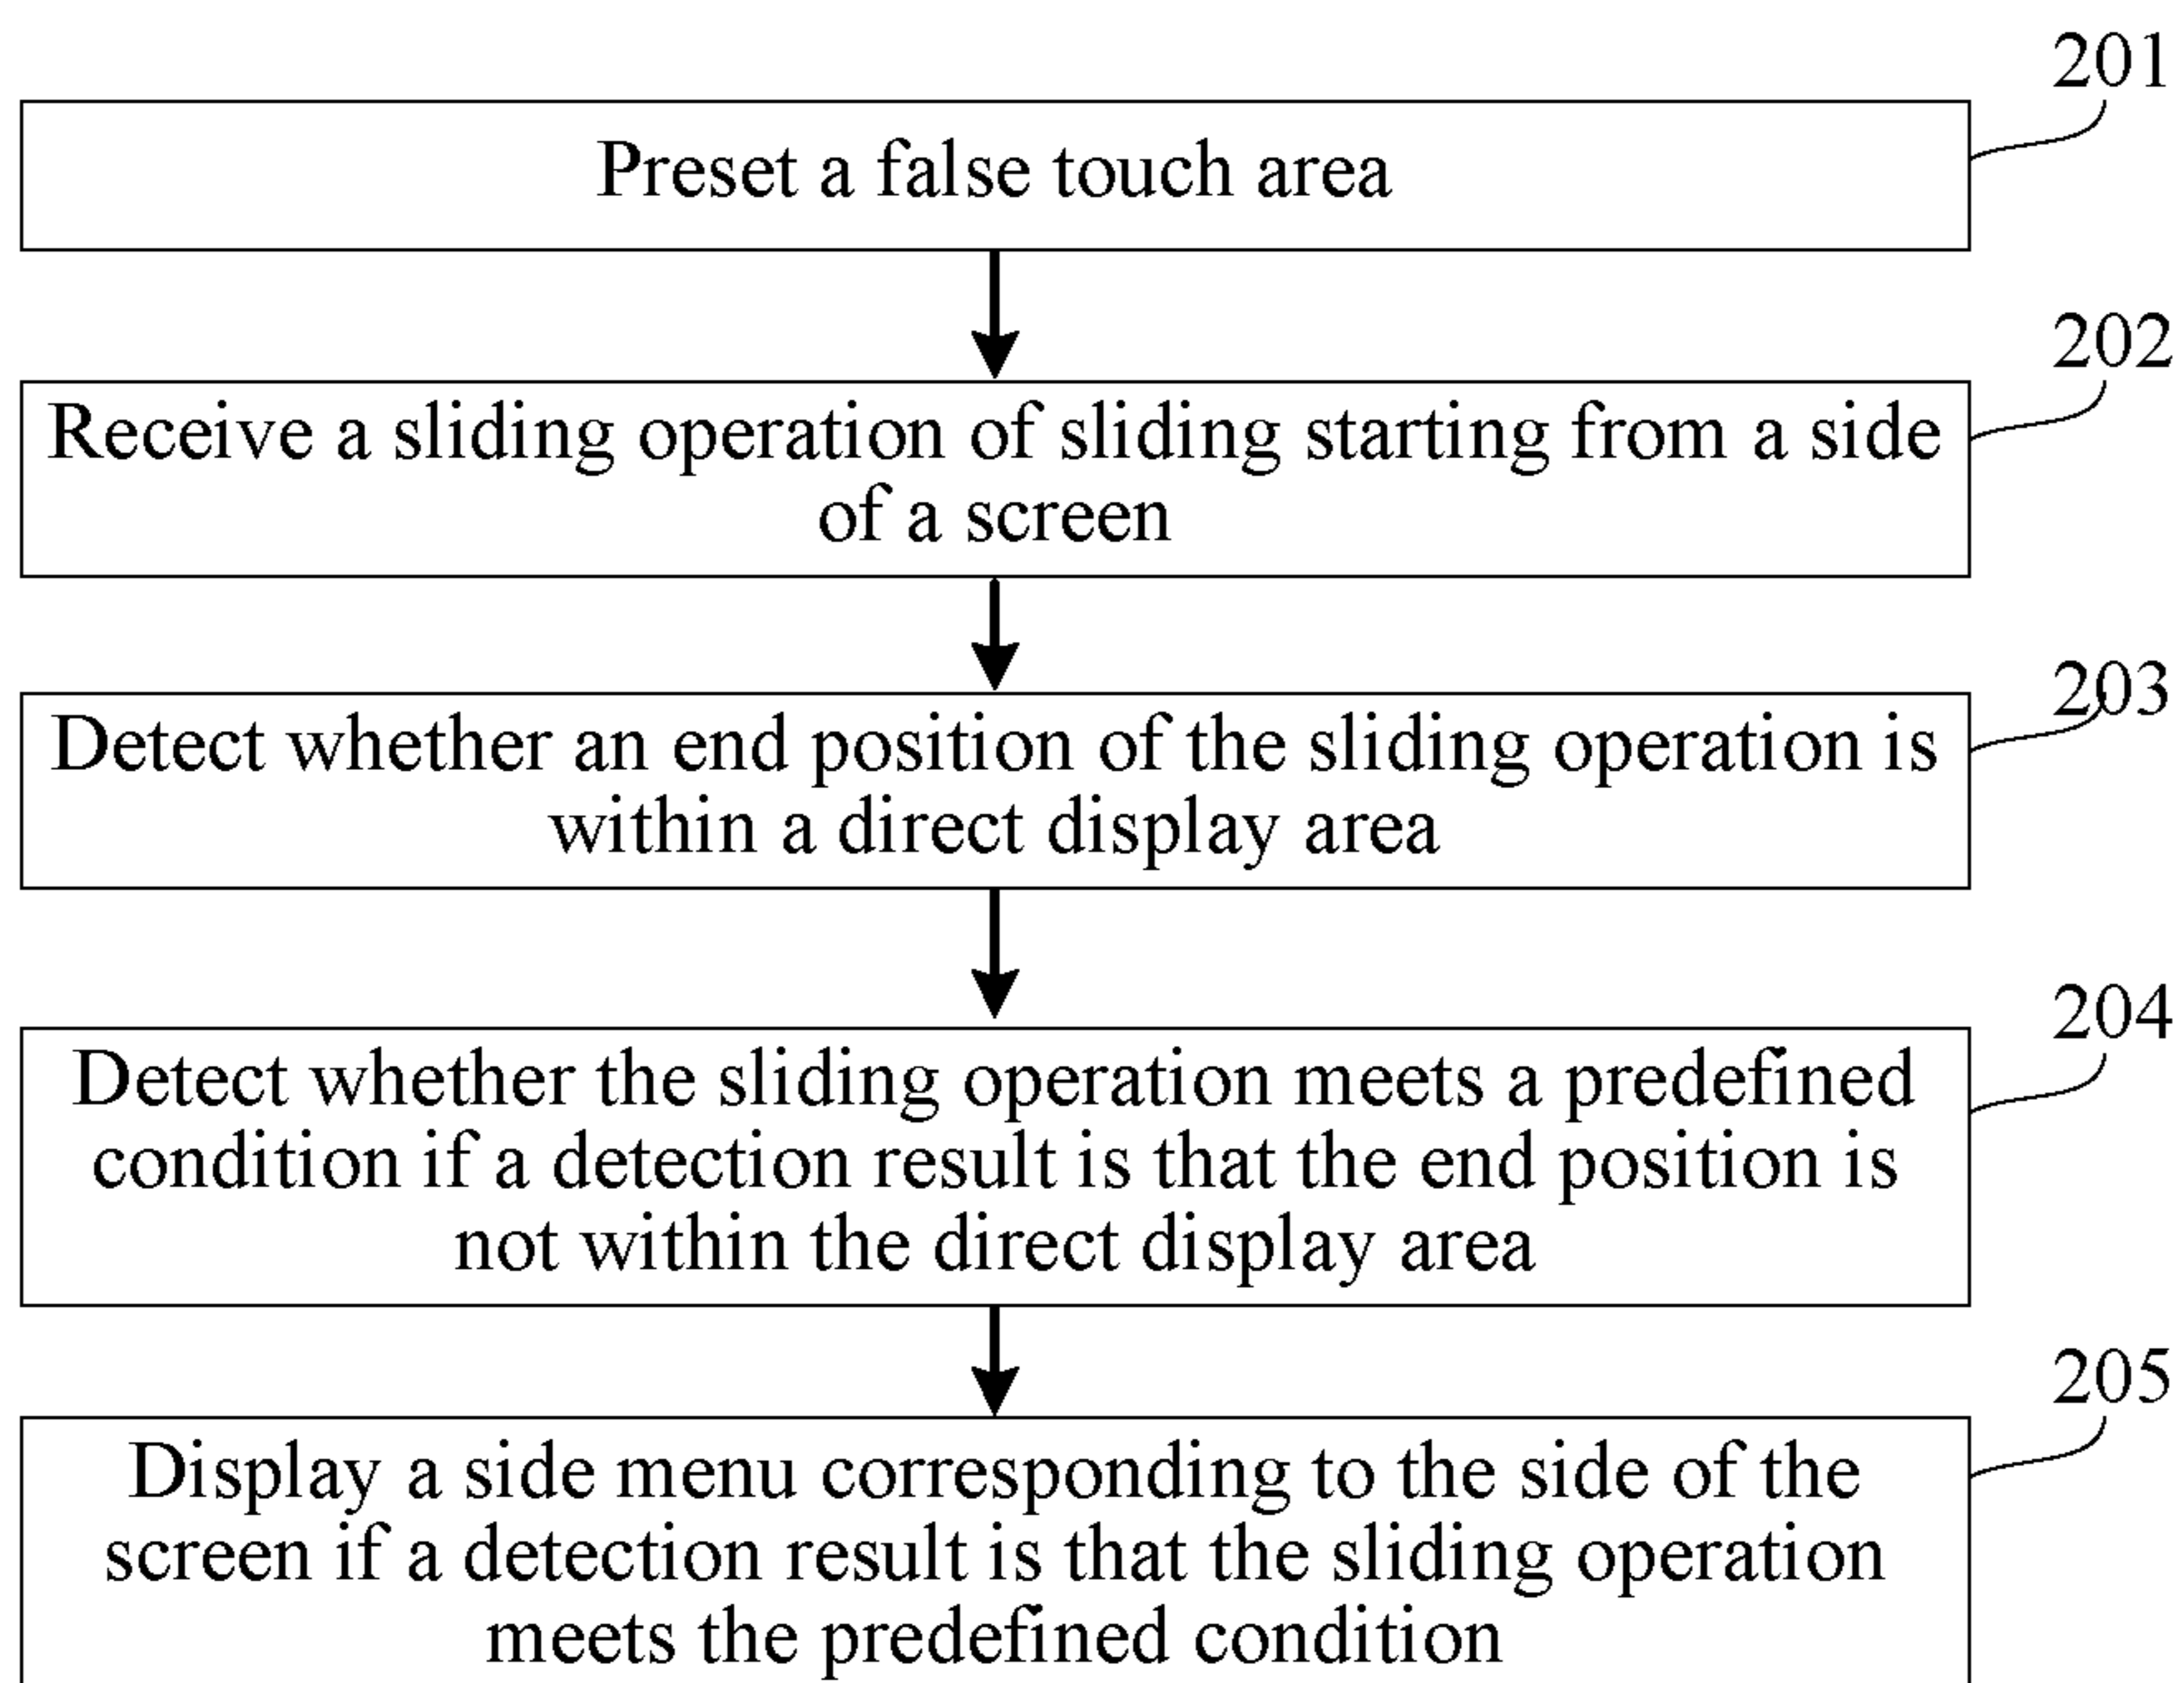 201
Preset a false touch area
202
Receive a sliding operation of sliding starting from a side
of a screen
203
Detect whether an end position of the sliding operation is
within a direct display area
204
Detect whether the sliding operation meets a predefined
condition if a detection result is that the end position is
not within the direct display area
205
Display a side menu corresponding to the side of the
screen if a detection result is that the sliding operation
meets the predefined condition